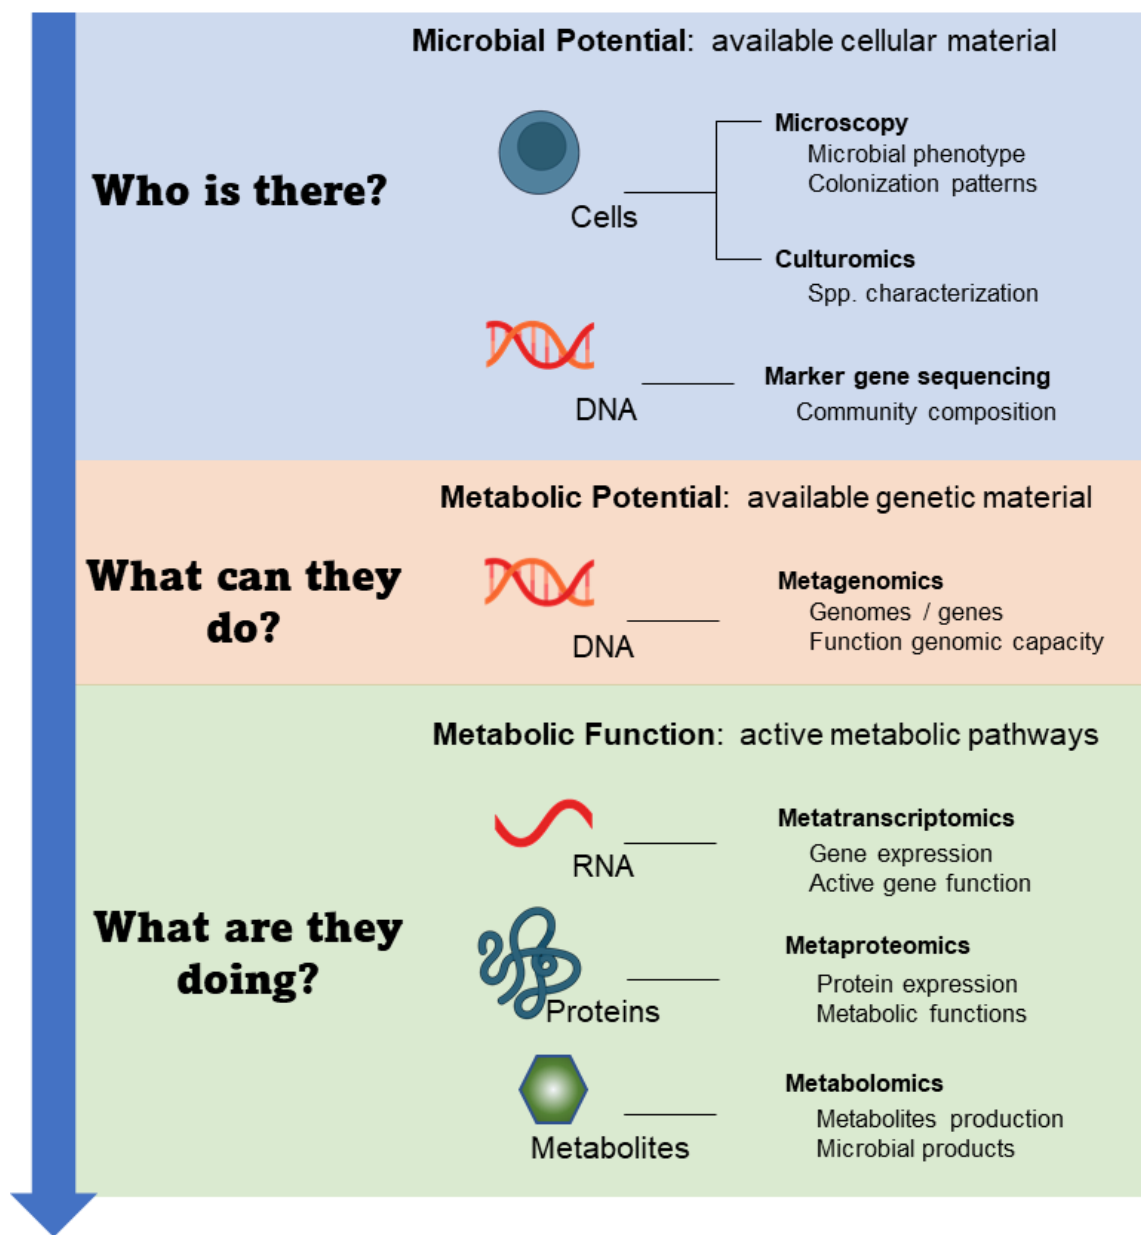 Microbial Potential: available cellular material
Who is there?
Cells
Microscopy
Microbial phenotype
Colonization patterns
Culturomics
Spp. characterization
DNA
Marker gene sequencing
Community composition
Metabolic Potential: available genetic material
What can they
do?
DNA
Metagenomics
Genomes / genes
Function genomic capacity
Metabolic Function: active metabolic pathways
What are they
doing?
RNA
Metatranscriptomics
Gene expression
Active gene function
Proteins
Metaproteomics
Protein expression
Metabolic functions
Metabolites
Metabolomics
Metabolites production
Microbial products